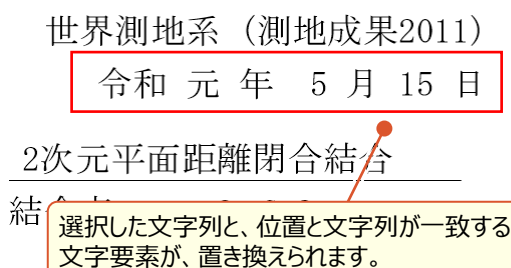 世界測地系（測地成果2011）
令和 元 年 5 月 15 日
2次元平面距離閉合結合
結
選択した文字列と、位置と文字列が一致する
文字要素が、置き換えられます。